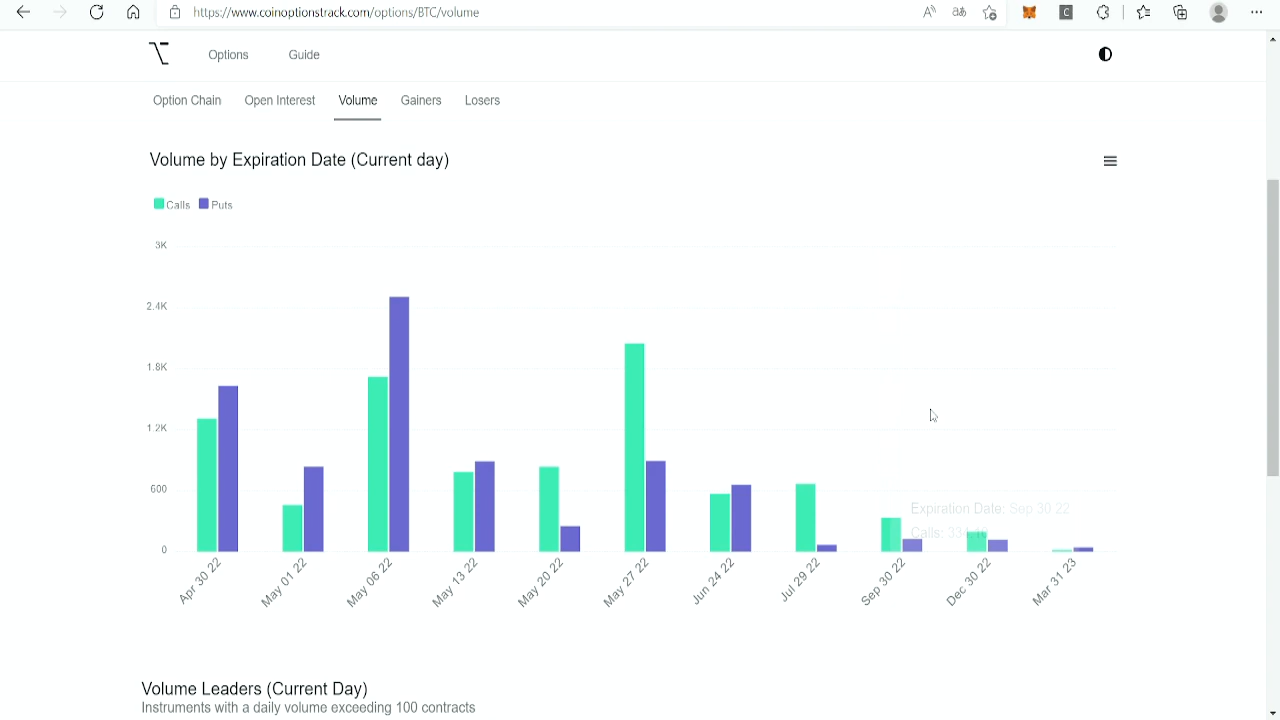 https://www.coinoptionstrack.com/options/BTC/volume
Options Guide
Option Chain Open Interest Volume Gainers Losers
Volume by Expiration Date (Current day)
Calls Puts
3K
2.4K
1.8K
1.2K
600
0
Expiration Date: Sep 30 22
Calls:
Apr 30 22 May 01 22 May 06 22 May 13 22 May 20 22 May 27 22 Jun 24 22 Jul 29 22 Sep 30 22 Dec 30 22 Mar 31 23
Volume Leaders (Current Day)
Instruments with a daily volume exceeding 100 contracts